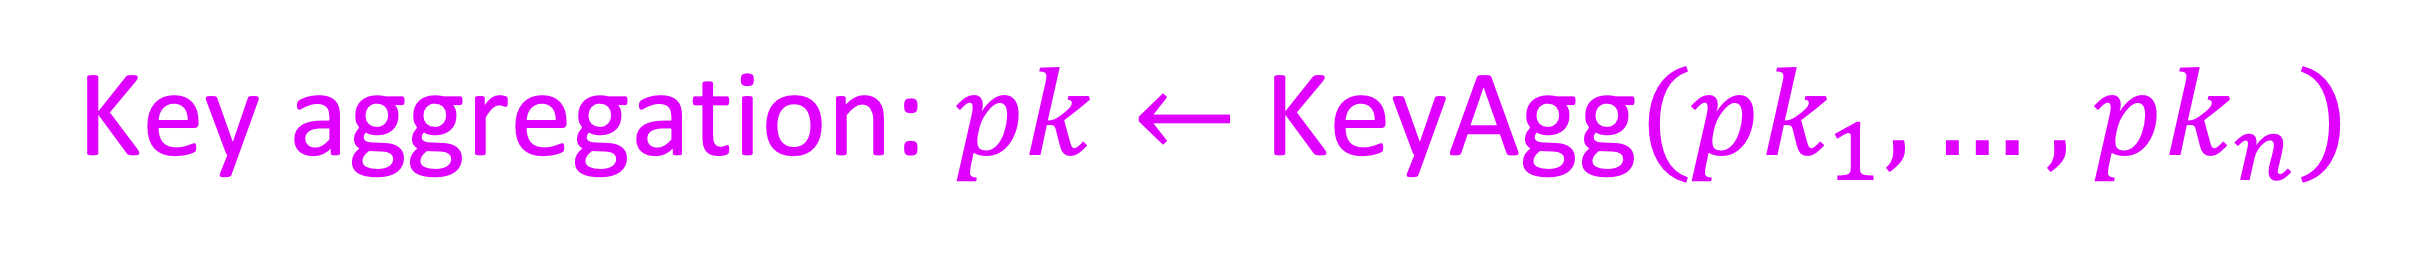 Key aggregation: 𝑝𝑘 ← KeyAgg(𝑝𝑘₁, … , 𝑝𝑘ₙ)